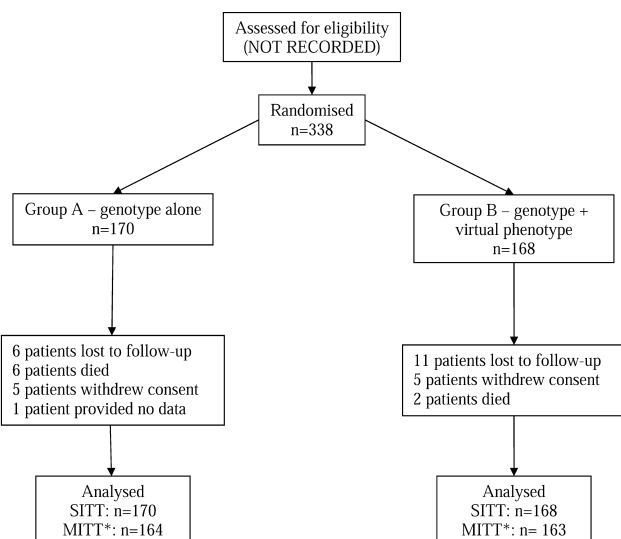 Assessed for eligibility
(NOT RECORDED)
Randomised
n=338
Group A – genotype alone
n=170
Group B – genotype +
virtual phenotype
n=168
6 patients lost to follow-up
6 patients died
5 patients withdrew consent
1 patient provided no data
11 patients lost to follow-up
5 patients withdrew consent
2 patients died
Analysed
SITT: n=170
MITT*: n=164
Analysed
SITT: n=168
MITT*: n= 163